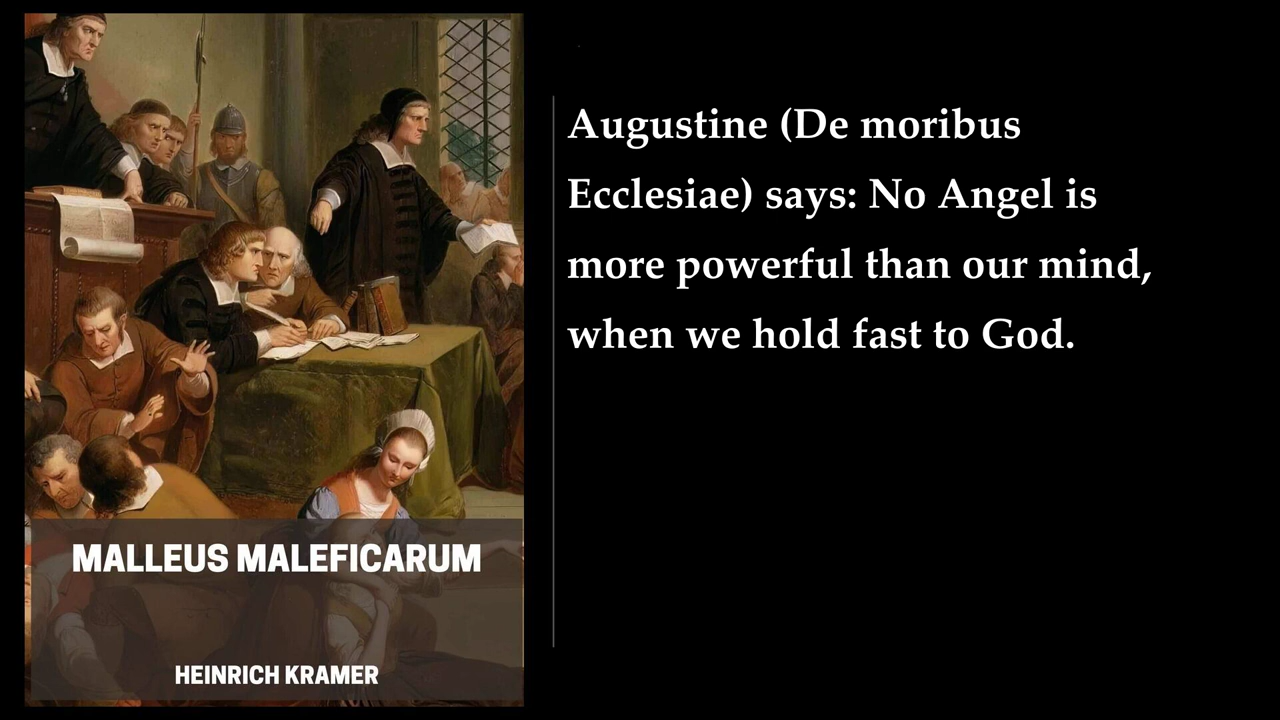 MALLEUS MALEFICARUM
HEINRICH KRAMER
Augustine (De moribus
Ecclesiae) says: No Angel is
more powerful than our mind,
when we hold fast to God.